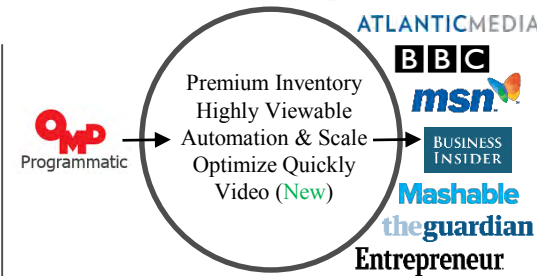 OMD
Programmatic
Premium Inventory
Highly Viewable
Automation & Scale
Optimize Quickly
Video (New)
ATLANTICMEDIA
BBC
msn
BUSINESS
INSIDER
Mashable
theguardian
Entrepreneur